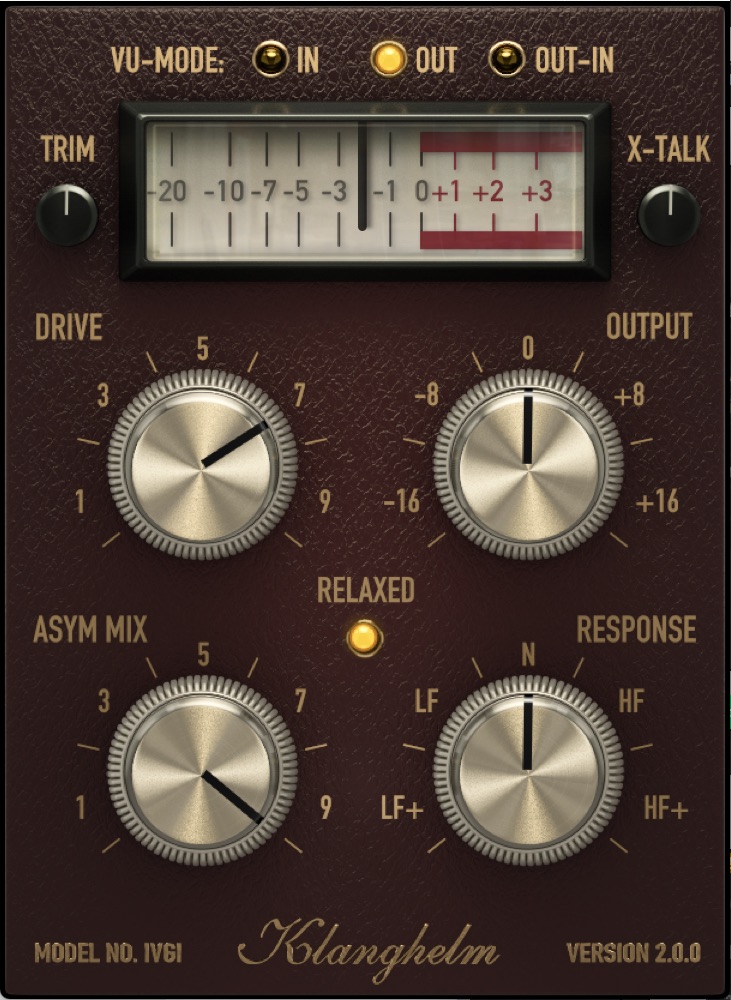 VU-MODE: IN OUT OUT-IN
TRIM
X-TALK
-20 -10 -7 -5 -3 -1 0 +1 +2 +3
DRIVE
OUTPUT
1 3 5 7 9
-16 -8 0 +8 +16
RELAXED
ASYM MIX
RESPONSE
1 3 5 7 9
LF+ LF N HF HF+
MODEL NO. IVGI
Klanghelm
VERSION 2.0.0